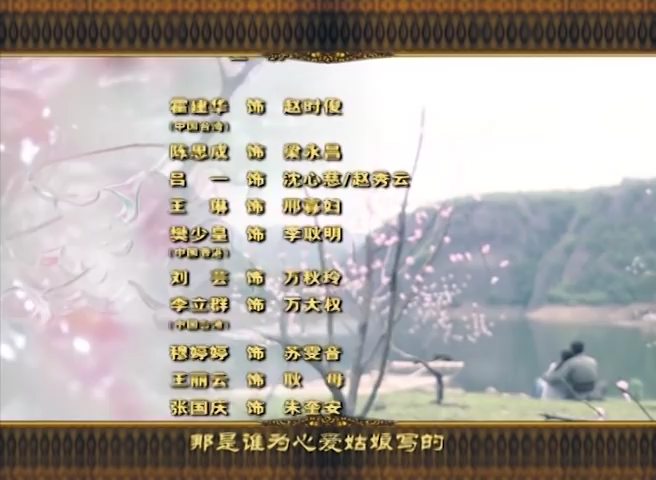 霍建华 饰 赵时俊
(中国台湾)
陈思成 饰 梁永昌
吕 一 饰 沈心慈/赵秀云
王 琳 饰 邢寡妇
樊少皇 饰 李耿明
(中国香港)
刘 芸 饰 万秋玲
李立群 饰 万大权
(中国台湾)
穆婷婷 饰 苏雯音
王丽云 饰 耿 母
张国庆 饰 朱奎安
那是谁为心爱姑娘写的